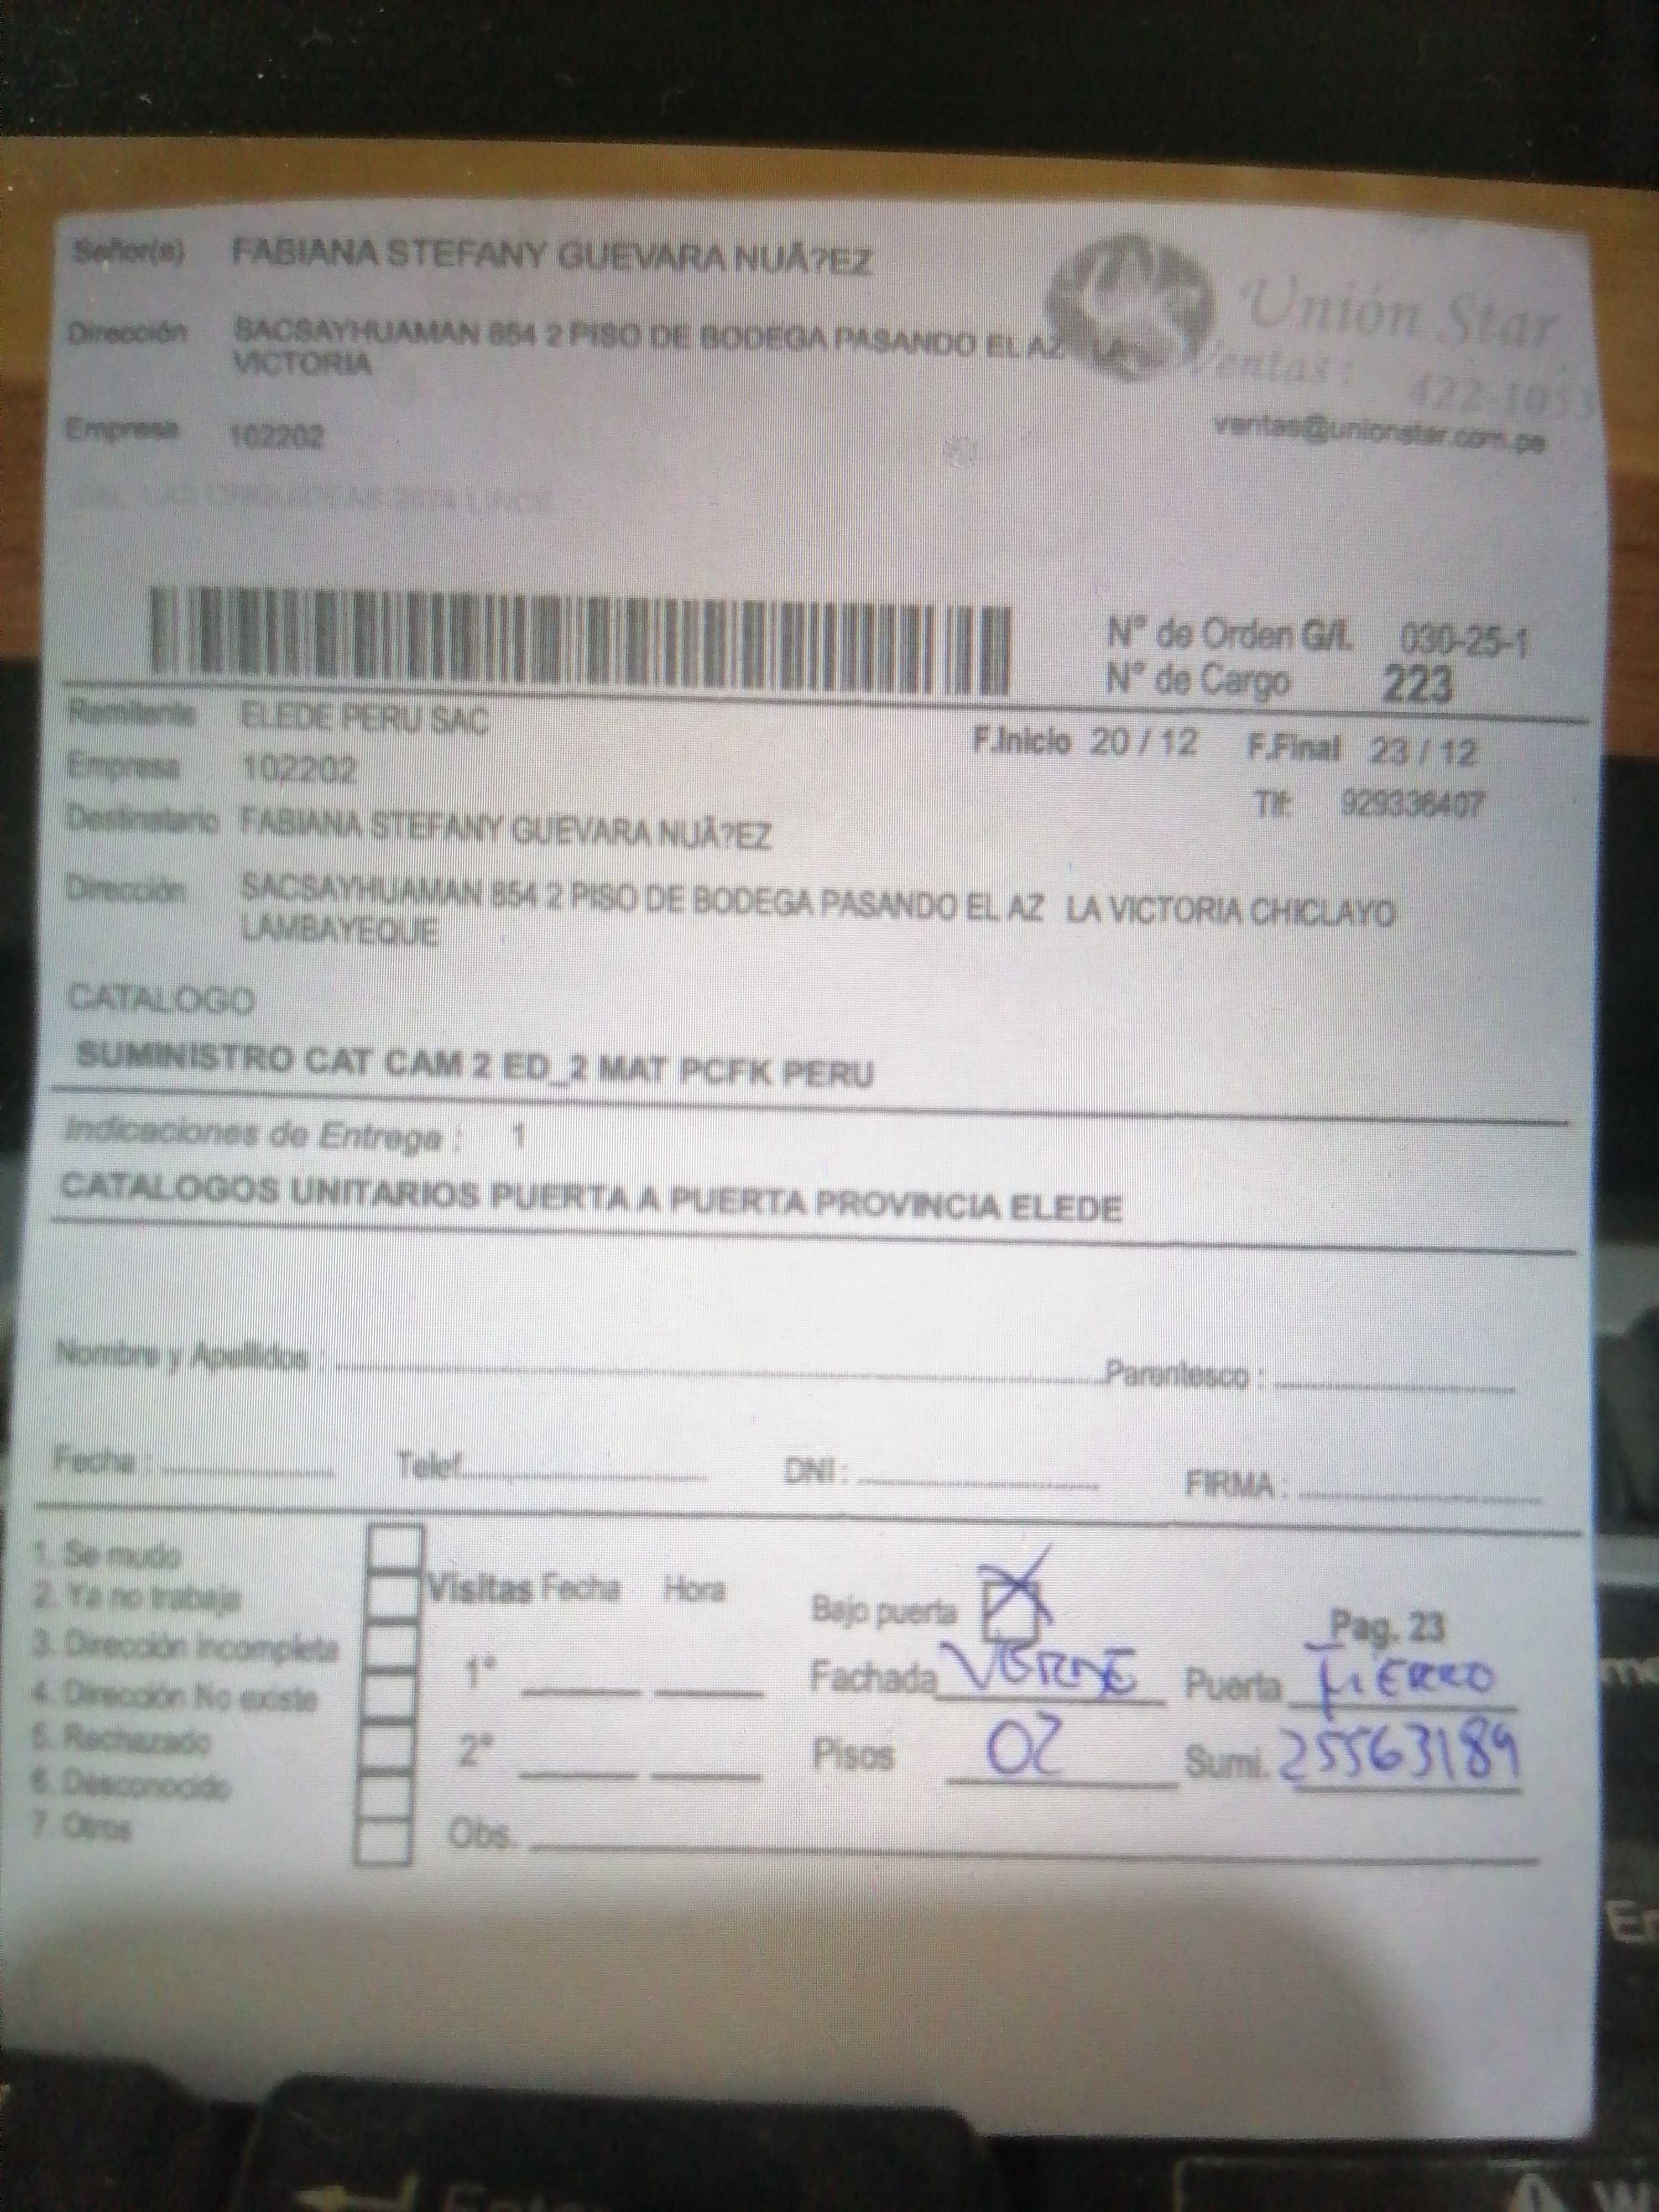 Señor(a) FABIANA STEFANY GUEVARA NUÃ?EZ
Unión Star
Dirección SACSAYHUAMAN 854 2 PISO DE BODEGA PASANDO EL AZ LA
VICTORIA
Ventas: 422-1053
ventas@unionstar.com.pe
Empresa 102202
CAL. LAS ORQUIDEAS LINCE
N° de Orden G/I. 030-25-1
N° de Cargo 223
Remitente ELEDE PERU SAC
F.Inicio 20 / 12 F.Final 23 / 12
Empresa 102202
Tlf: 929336407
Destinatario FABIANA STEFANY GUEVARA NUÃ?EZ
Dirección SACSAYHUAMAN 854 2 PISO DE BODEGA PASANDO EL AZ LA VICTORIA CHICLAYO
LAMBAYEQUE
CATALOGO
SUMINISTRO CAT CAM 2 ED_2 MAT PCFK PERU
Indicaciones de Entrega : 1
CATALOGOS UNITARIOS PUERTA A PUERTA PROVINCIA ELEDE
Nombre y Apellidos : Parentesco :
Fecha : Telef. DNI : FIRMA :
1. Se mudo
2. Ya no trabaja
3. Dirección incompleta
4. Dirección No existe
5. Rechazado
6. Desconocido
7. Otros
Visitas Fecha Hora
1°
2°
Obs.
Bajo puerta X
Pag. 23
Fachada VERDE Puerta FIERRO
Pisos 02 Sumi. 25563189
Enter